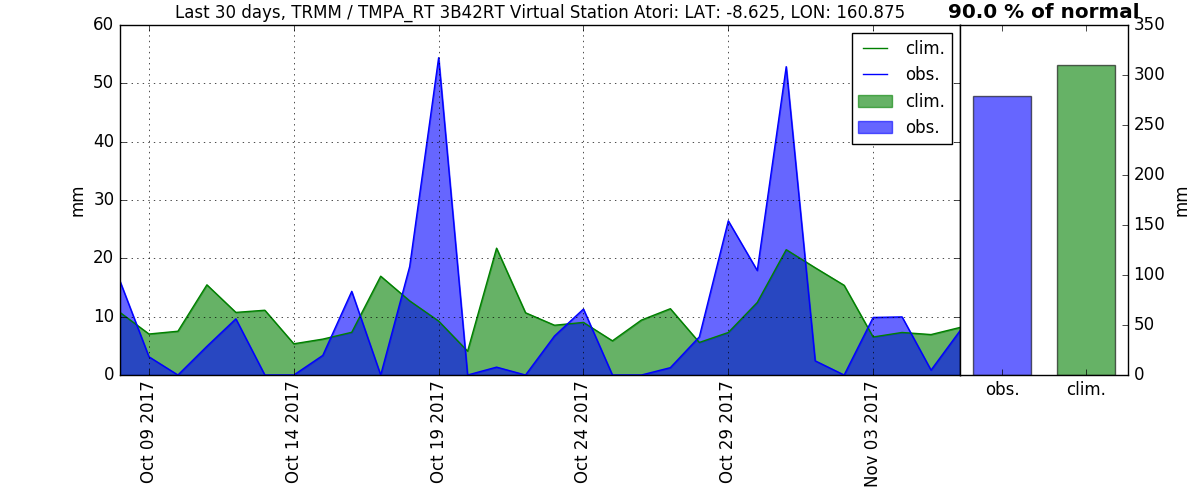 Last 30 days, TRMM / TMPA_RT 3B42RT Virtual Station Atori: LAT: -8.625, LON: 160.875
90.0 % of normal
60
50
40
30
20
10
0
mm
clim.
obs.
clim.
obs.
Oct 09 2017
Oct 14 2017
Oct 19 2017
Oct 24 2017
Oct 29 2017
Nov 03 2017
350
300
250
200
150
100
50
0
mm
obs.
clim.